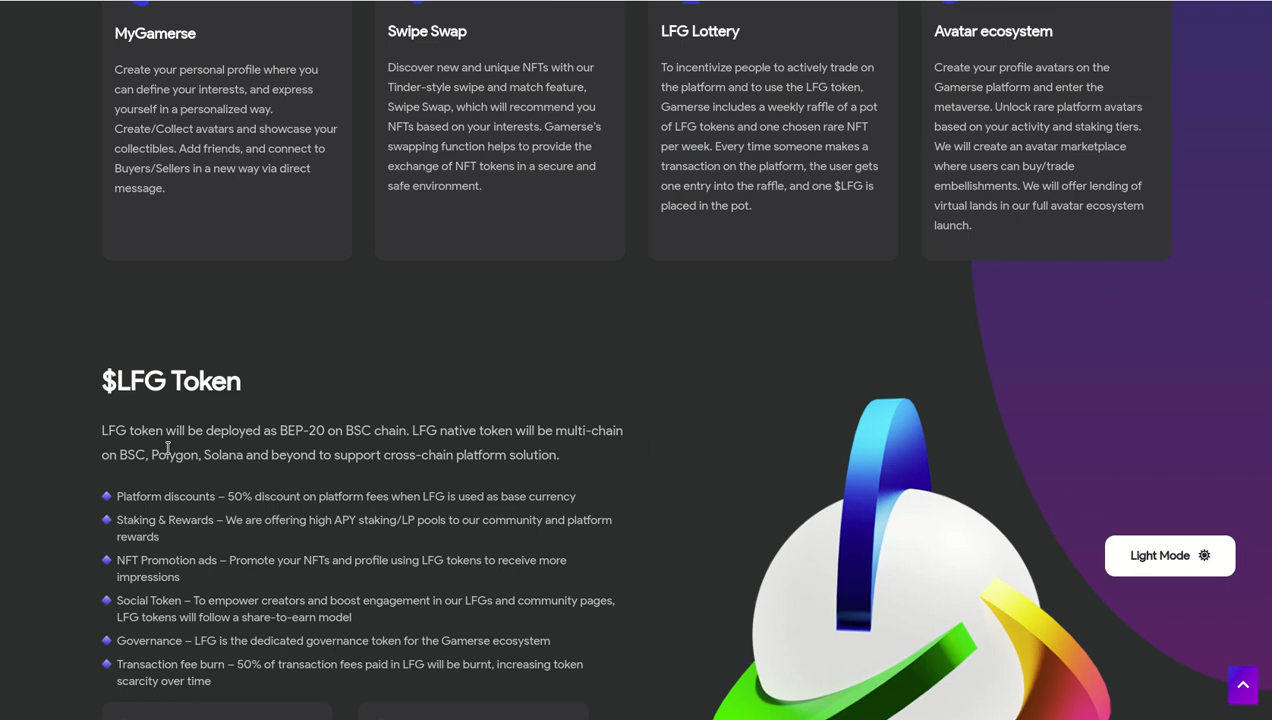 MyGamerse
Create your personal profile where you
can define your interests, and express
yourself in a personalized way.
Create/Collect avatars and showcase your
collectibles. Add friends, and connect to
Buyers/Sellers in a new way via direct
message.
Swipe Swap
Discover new and unique NFTs with our
Tinder-style swipe and match feature,
Swipe Swap, which will recommend you
NFTs based on your interests. Gamerse's
swapping function helps to provide the
exchange of NFT tokens in a secure and
safe environment.
LFG Lottery
To incentivize people to actively trade on
the platform and to use the LFG token,
Gamerse includes a weekly raffle of a pot
of LFG tokens and one chosen rare NFT
per week. Every time someone makes a
transaction on the platform, the user gets
one entry into the raffle, and one $LFG is
placed in the pot.
Avatar ecosystem
Create your profile avatars on the
Gamerse platform and enter the
metaverse. Unlock rare platform avatars
based on your activity and staking tiers.
We will create an avatar marketplace
where users can buy/trade
embellishments. We will offer lending of
virtual lands in our full avatar ecosystem
launch.
$LFG Token
LFG token will be deployed as BEP-20 on BSC chain. LFG native token will be multi-chain
on BSC, Polygon, Solana and beyond to support cross-chain platform solution.
Platform discounts – 50% discount on platform fees when LFG is used as base currency
Staking & Rewards – We are offering high APY staking/LP pools to our community and platform
rewards
NFT Promotion ads – Promote your NFTs and profile using LFG tokens to receive more
impressions
Social Token – To empower creators and boost engagement in our LFGs and community pages,
LFG tokens will follow a share-to-earn model
Governance – LFG is the dedicated governance token for the Gamerse ecosystem
Transaction fee burn – 50% of transaction fees paid in LFG will be burnt, increasing token
scarcity over time
Light Mode